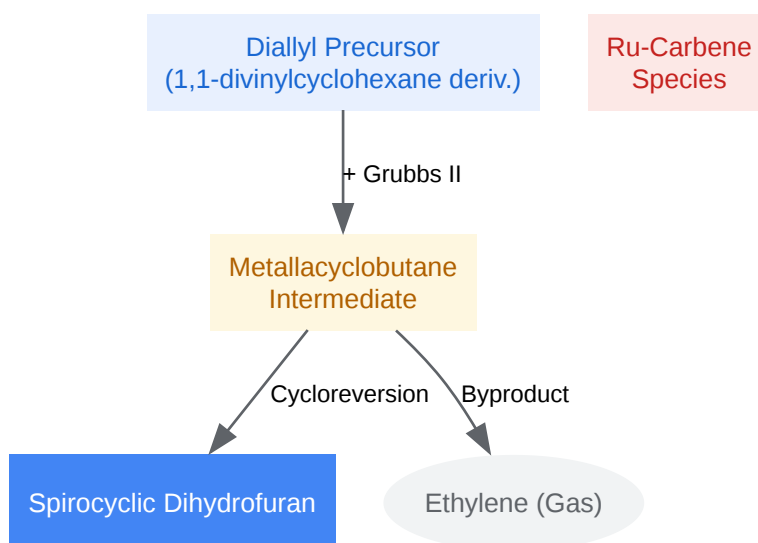 Diallyl Precursor
(1,1-divinylcyclohexane deriv.)
Ru-Carbene
Species
+ Grubbs II
Metallacyclobutane
Intermediate
Cycloreversion
Byproduct
Spirocyclic Dihydrofuran
Ethylene (Gas)